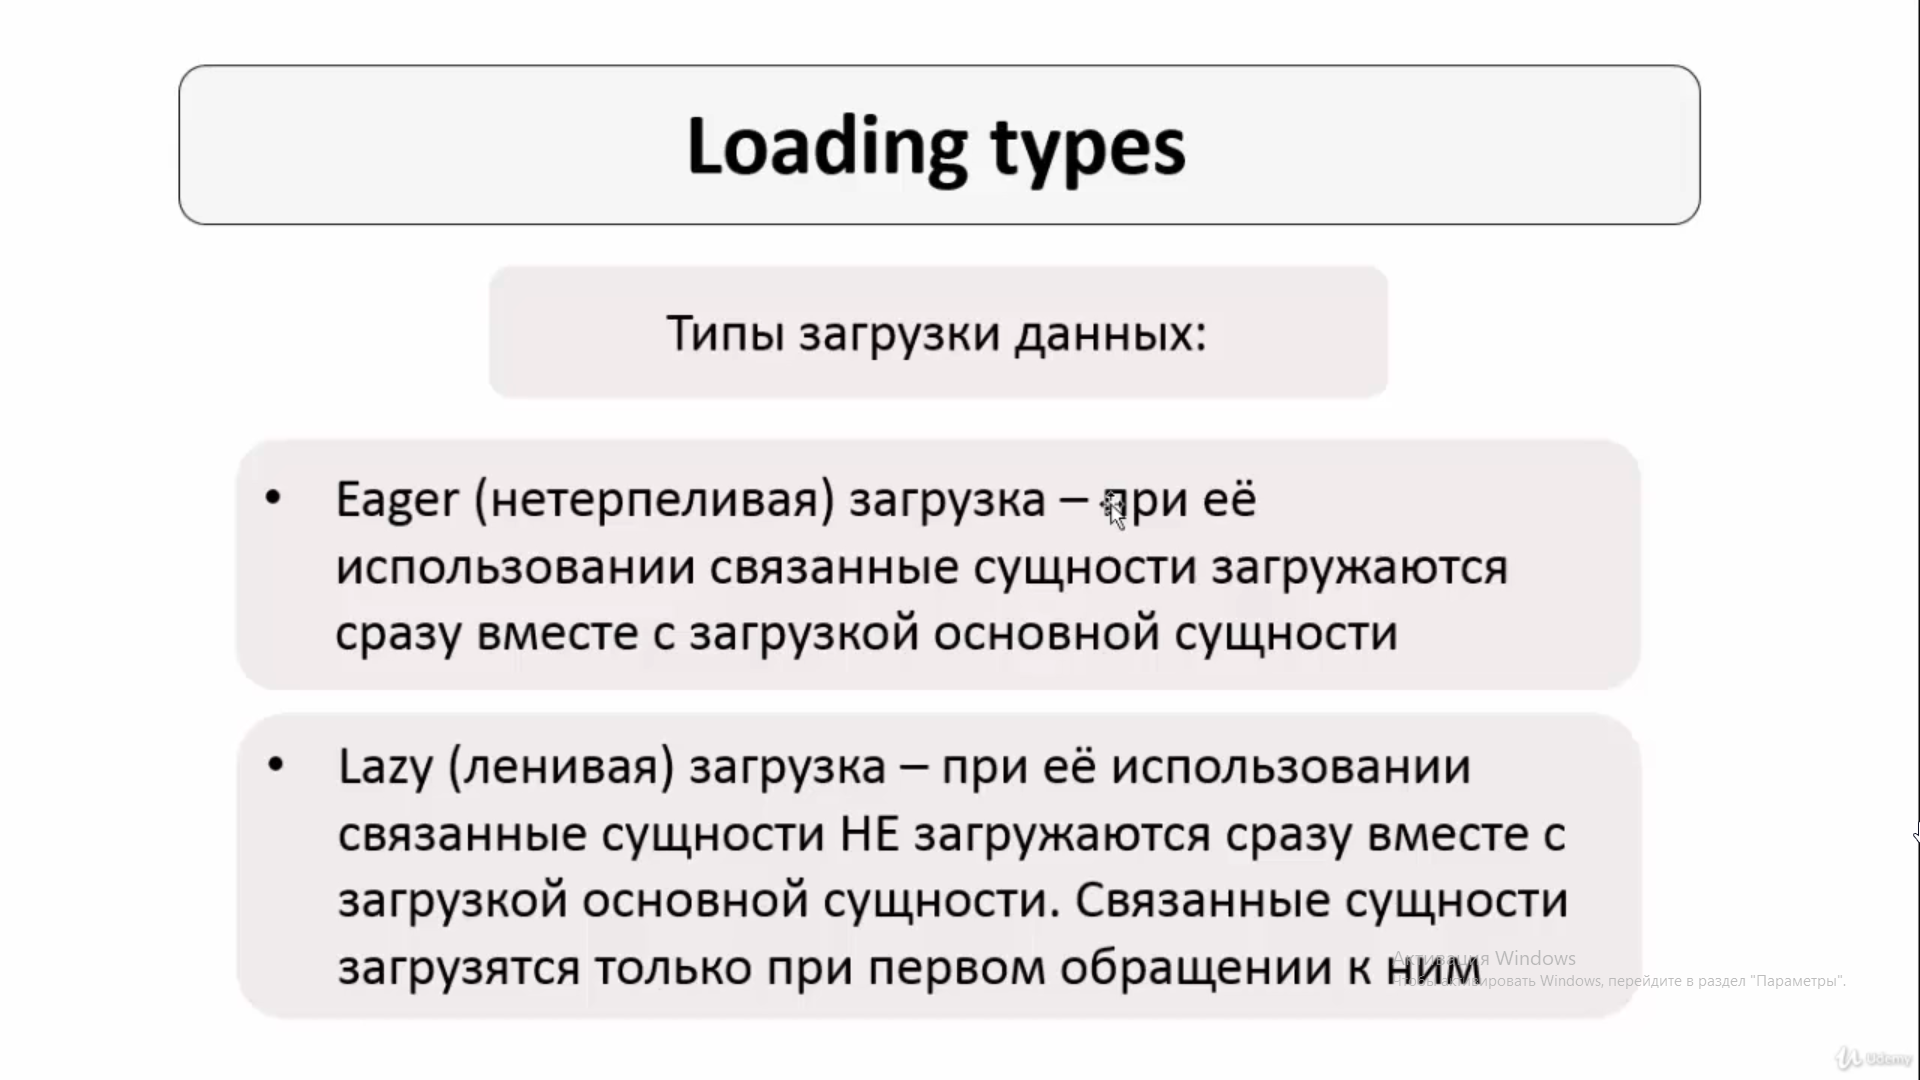 Loading types
Типы загрузки данных:
• Eager (нетерпеливая) загрузка – при её
использовании связанные сущности загружаются
сразу вместе с загрузкой основной сущности
• Lazy (ленивая) загрузка – при её использовании
связанные сущности НЕ загружаются сразу вместе с
загрузкой основной сущности. Связанные сущности
загрузятся только при первом обращении к ним
Активация Windows
Чтобы активировать Windows, перейдите в раздел "Параметры".
Udemy